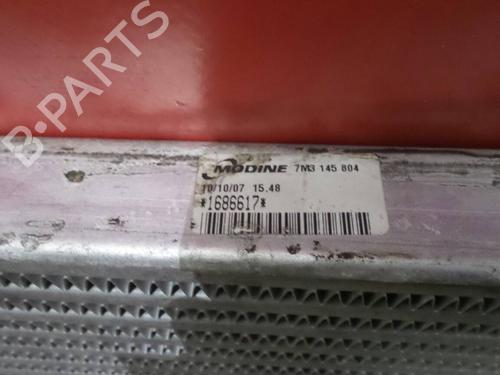 B-PARTS
MODINE 7M3 145 804
10/10/07 15.48
*1686617*